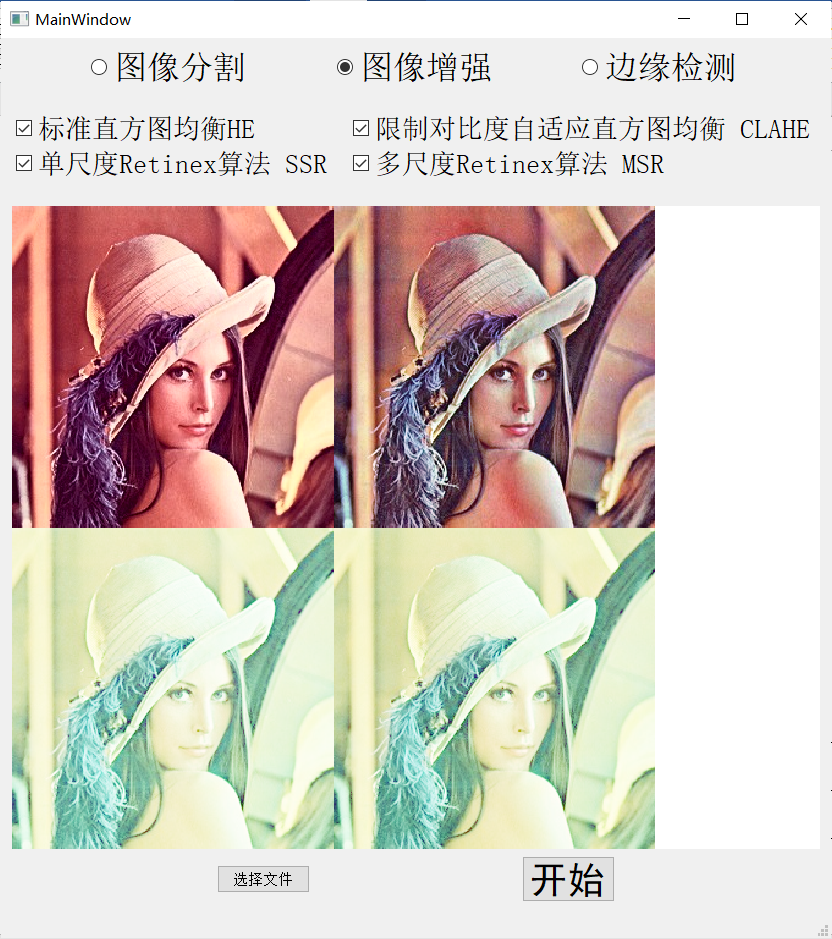 MainWindow
图像分割 图像增强 边缘检测
标准直方图均衡HE 限制对比度自适应直方图均衡 CLAHE
单尺度Retinex算法 SSR 多尺度Retinex算法 MSR
选择文件 开始